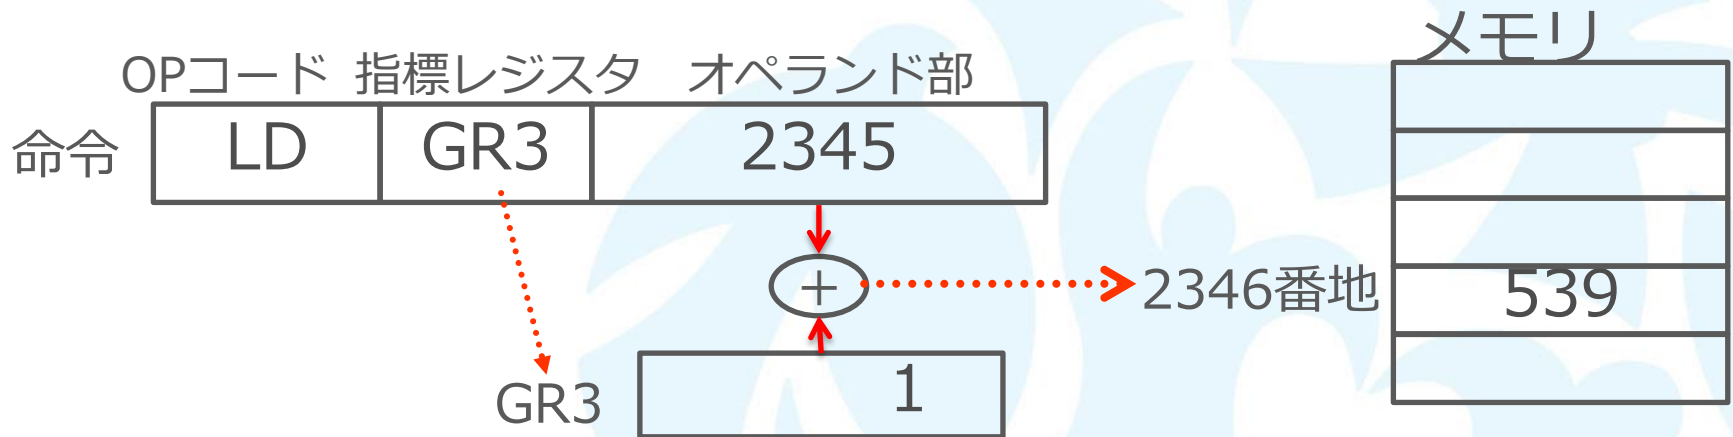 メモリ
OPコード 指標レジスタ オペランド部
命令 LD GR3 2345
+ 2346番地 539
GR3 1